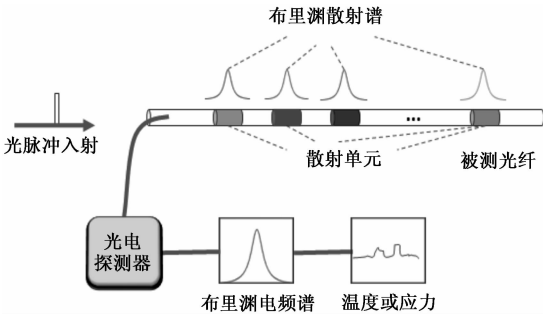 布里渊散射谱
...
光脉冲入射
散射单元
被测光纤
光电
探测器
布里渊电频谱
温度或应力